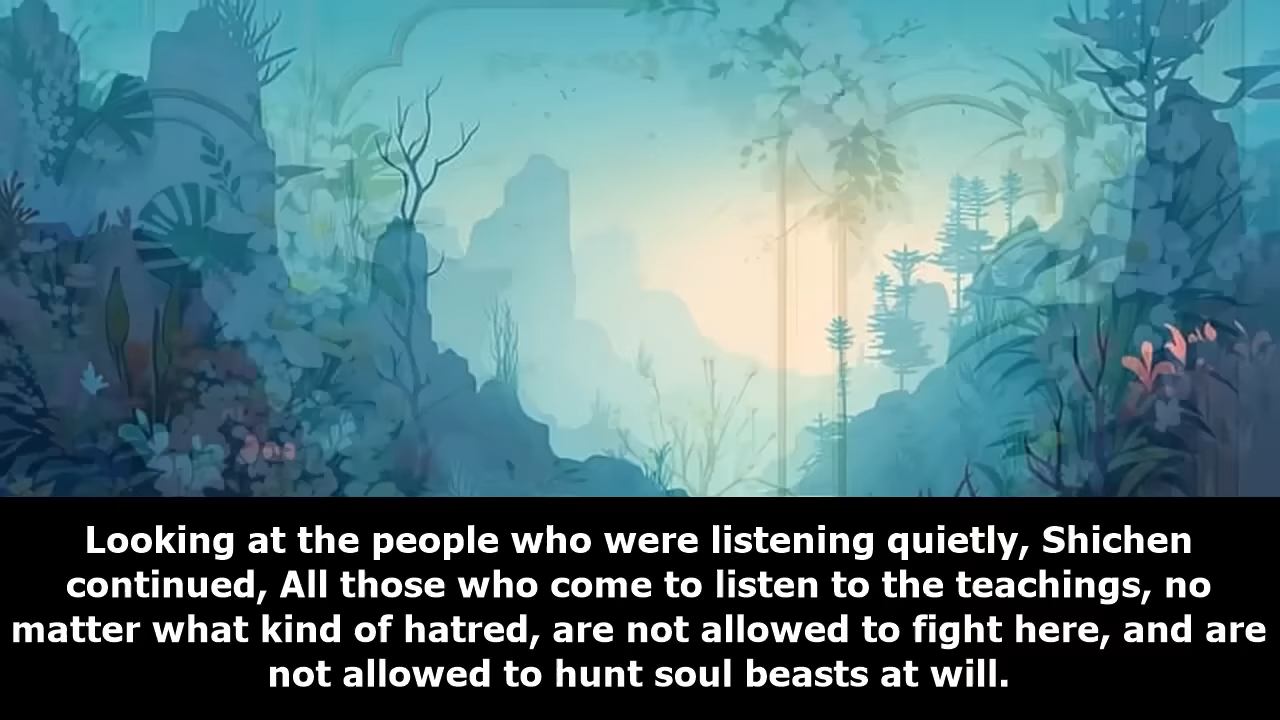 Looking at the people who were listening quietly, Shichen
continued, All those who come to listen to the teachings, no
matter what kind of hatred, are not allowed to fight here, and are
not allowed to hunt soul beasts at will.